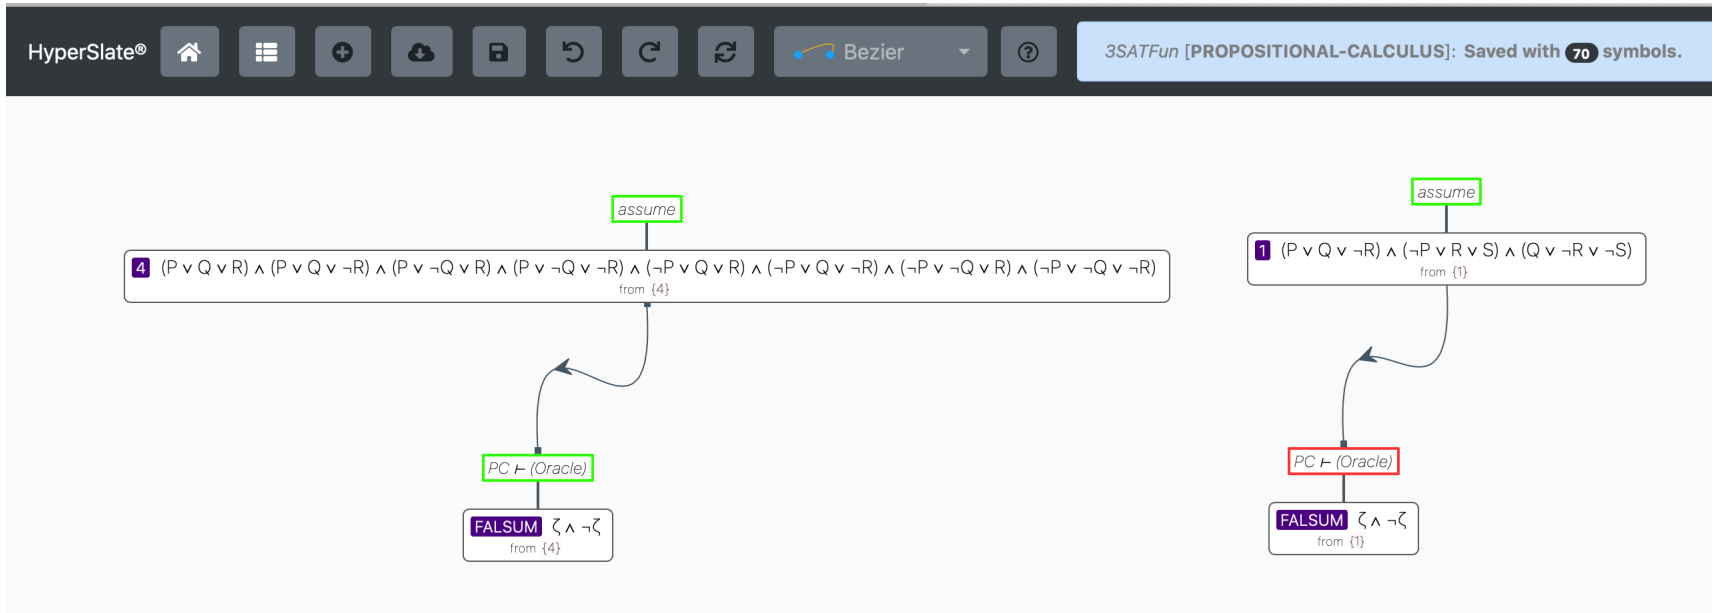 HyperSlate® Bezier 3SATFun [PROPOSITIONAL-CALCULUS]: Saved with 70 symbols.
assume
4 (P ∨ Q ∨ R) ∧ (P ∨ Q ∨ ¬R) ∧ (P ∨ ¬Q ∨ R) ∧ (P ∨ ¬Q ∨ ¬R) ∧ (¬P ∨ Q ∨ R) ∧ (¬P ∨ Q ∨ ¬R) ∧ (¬P ∨ ¬Q ∨ R) ∧ (¬P ∨ ¬Q ∨ ¬R)
from {4}
PC ⊢ (Oracle)
FALSUM ζ ∧ ¬ζ
from {4}
assume
1 (P ∨ Q ∨ ¬R) ∧ (¬P ∨ R ∨ S) ∧ (Q ∨ ¬R ∨ ¬S)
from {1}
PC ⊢ (Oracle)
FALSUM ζ ∧ ¬ζ
from {1}